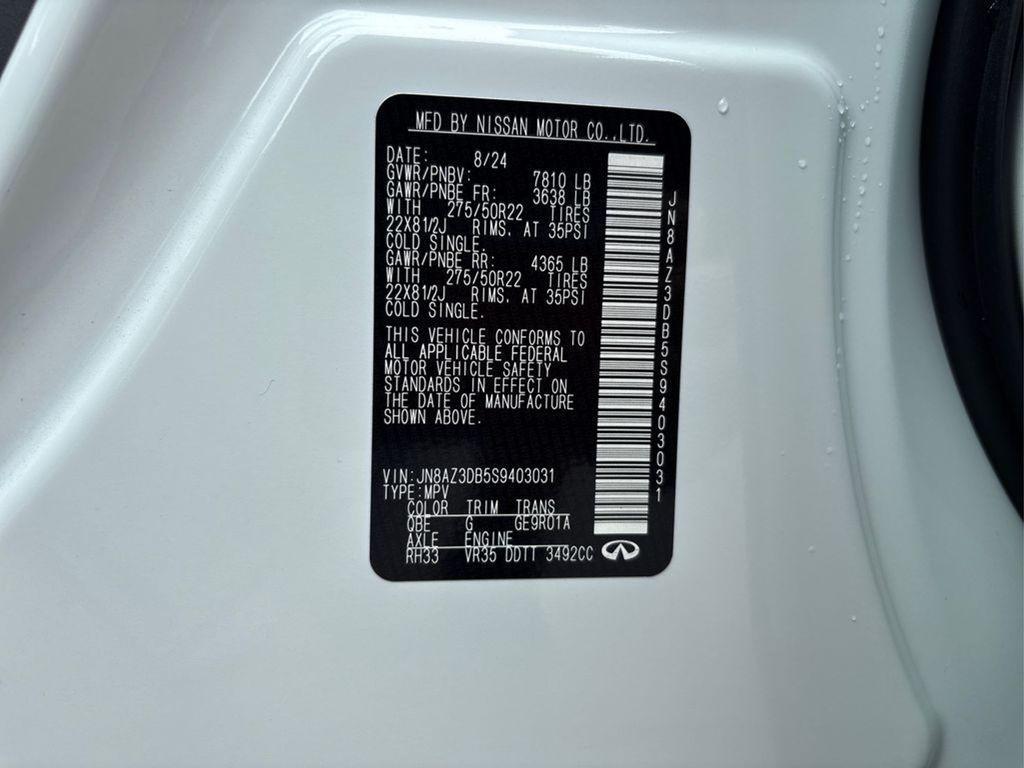 MFD BY NISSAN MOTOR CO.,LTD.
DATE: 8/24
GVWR/PNBV: 7810 LB
GAWR/PNBE FR: 3638 LB
WITH 275/50R22 TIRES
22X81/2J RIMS. AT 35PSI
COLD SINGLE.
GAWR/PNBE RR: 4365 LB
WITH 275/50R22 TIRES
22X81/2J RIMS. AT 35PSI
COLD SINGLE.
THIS VEHICLE CONFORMS TO
ALL APPLICABLE FEDERAL
MOTOR VEHICLE SAFETY
STANDARDS IN EFFECT ON
THE DATE OF MANUFACTURE
SHOWN ABOVE.
VIN:JN8AZ3DB5S9403031
TYPE:MPV
COLOR TRIM TRANS
QBE G GE9R01A
AXLE ENGINE
RH33 VR35 DDTT 3492CC
JN8AZ3DB5S9403031